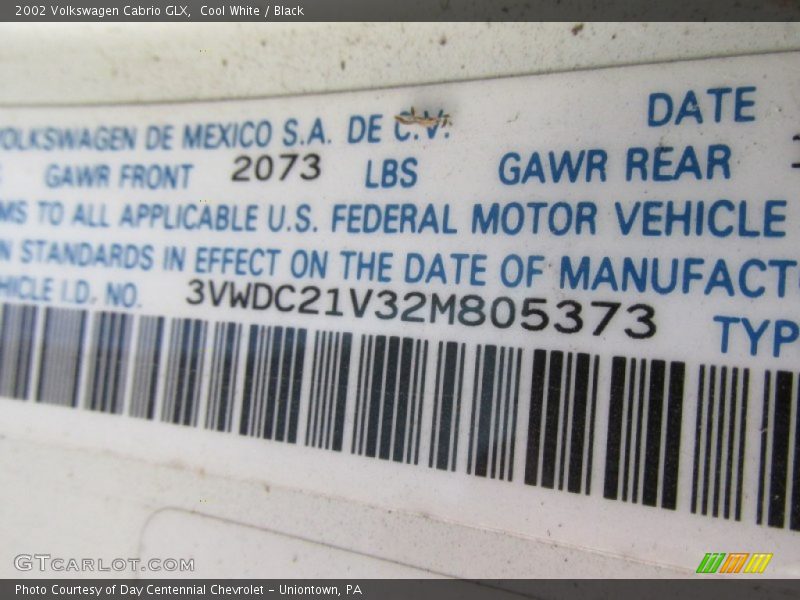 2002 Volkswagen Cabrio GLX,  Cool White / Black
VOLKSWAGEN DE MEXICO S.A. DE C.V. DATE
GAWR FRONT 2073 LBS GAWR REAR
MS TO ALL APPLICABLE U.S. FEDERAL MOTOR VEHICLE
N STANDARDS IN EFFECT ON THE DATE OF MANUFACT
HICLE I.D. NO. 3VWDC21V32M805373 TYP
GTCARLOT.COM
Photo Courtesy of Day Centennial Chevrolet – Uniontown, PA